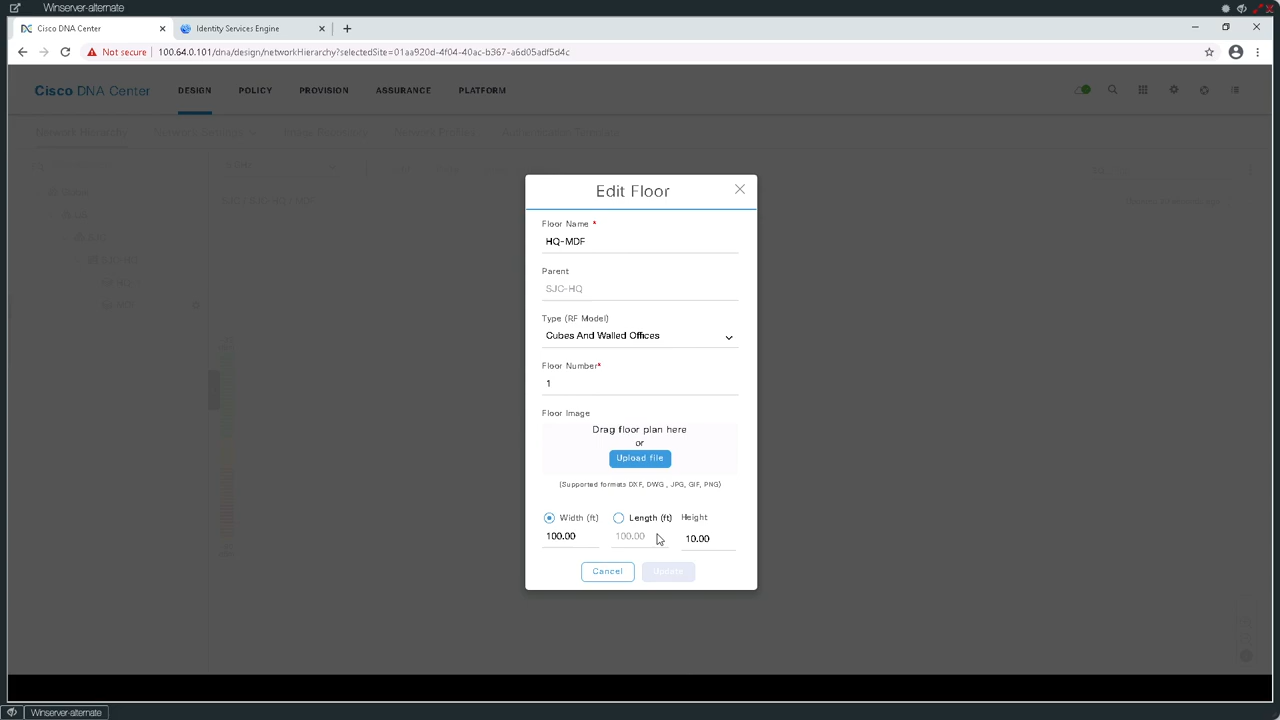 Winserver-alternate
Cisco DNA Center
Identity Services Engine
Not secure 100.64.0.101/dna/design/networkHierarchy?selectedSite=01aa920d-4f04-40ac-b367-a6d05adf5d4c
Cisco DNA Center DESIGN POLICY PROVISION ASSURANCE PLATFORM
Network Hierarchy Network Settings Image Repository Network Profiles Authentication Template
Edit Floor
Floor Name *
HQ-MDF
Parent
SJC-HQ
Type (RF Model)
Cubes And Walled Offices
Floor Number*
1
Floor Image
Drag floor plan here
or
Upload file
(Supported formats DXF, DWG , JPG, GIF, PNG)
Width (ft) Length (ft) Height
100.00 100.00 10.00
Cancel Update
Winserver-alternate